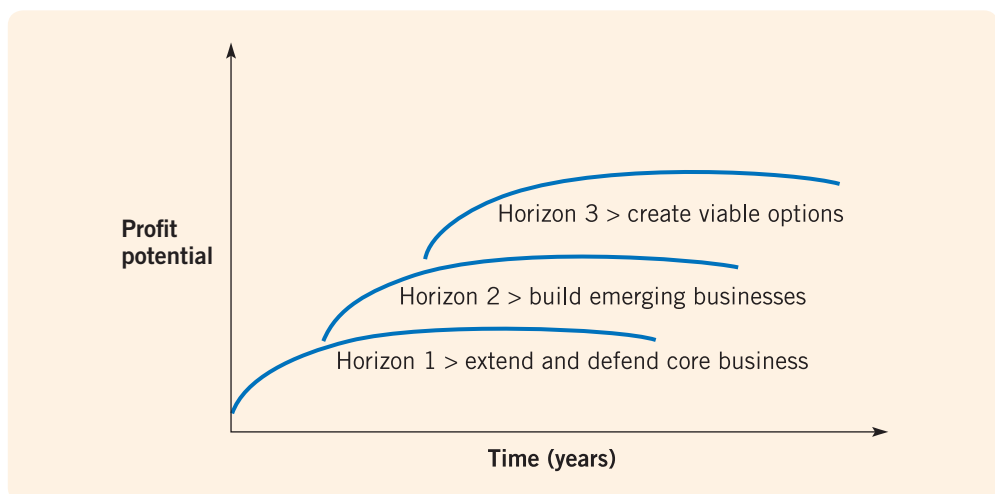 Profit
potential
Horizon 3 > create viable options
Horizon 2 > build emerging businesses
Horizon 1 > extend and defend core business
Time (years)